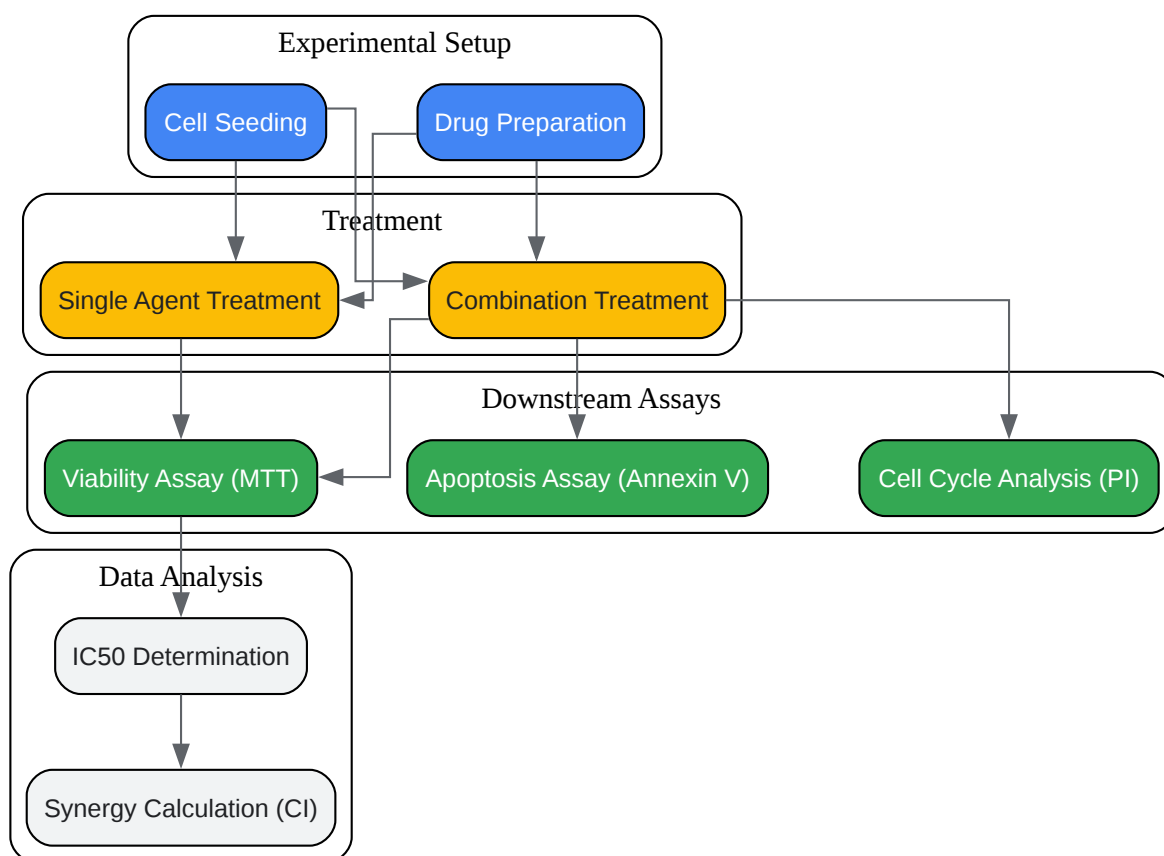 Experimental Setup
Cell Seeding
Drug Preparation
Treatment
Single Agent Treatment
Combination Treatment
Downstream Assays
Viability Assay (MTT)
Apoptosis Assay (Annexin V)
Cell Cycle Analysis (PI)
Data Analysis
IC50 Determination
Synergy Calculation (CI)